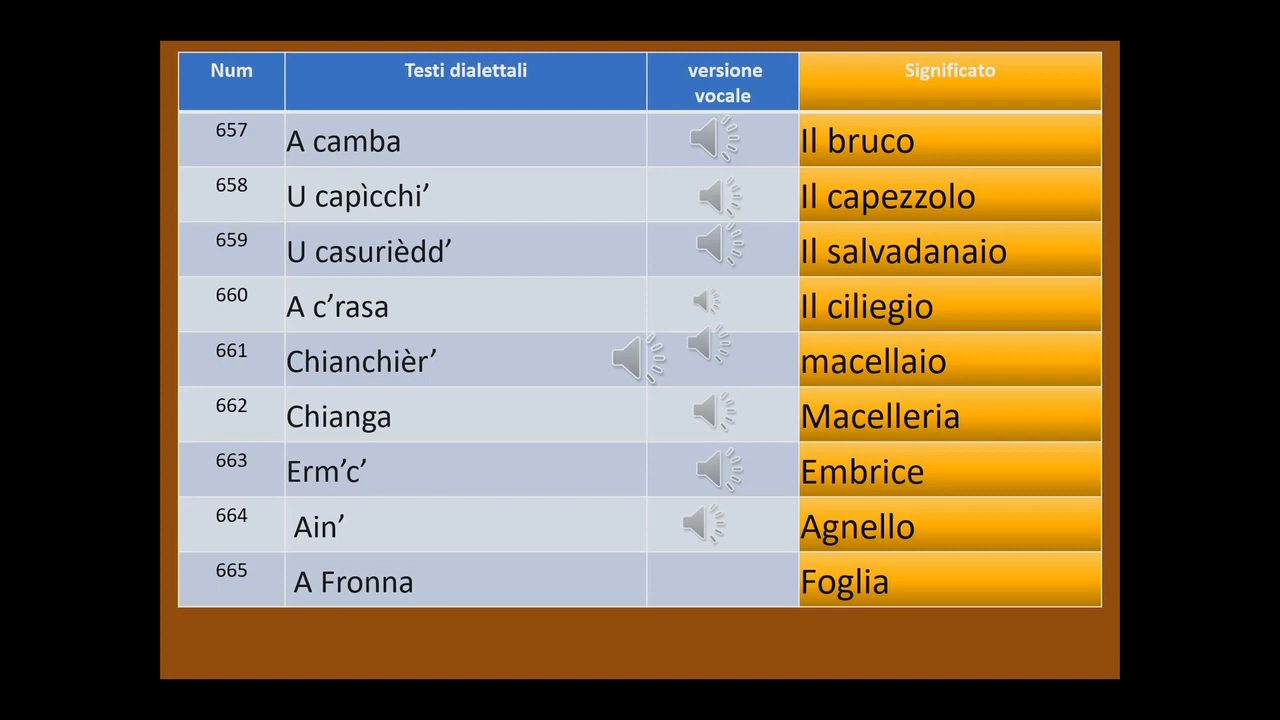 Num Testi dialettali versione vocale Significato
657 A camba Il bruco
658 U capìcchi’ Il capezzolo
659 U casurièdd’ Il salvadanaio
660 A c’rasa Il ciliegio
661 Chianchièr’ macellaio
662 Chianga Macelleria
663 Erm’c’ Embrice
664 Ain’ Agnello
665 A Fronna Foglia